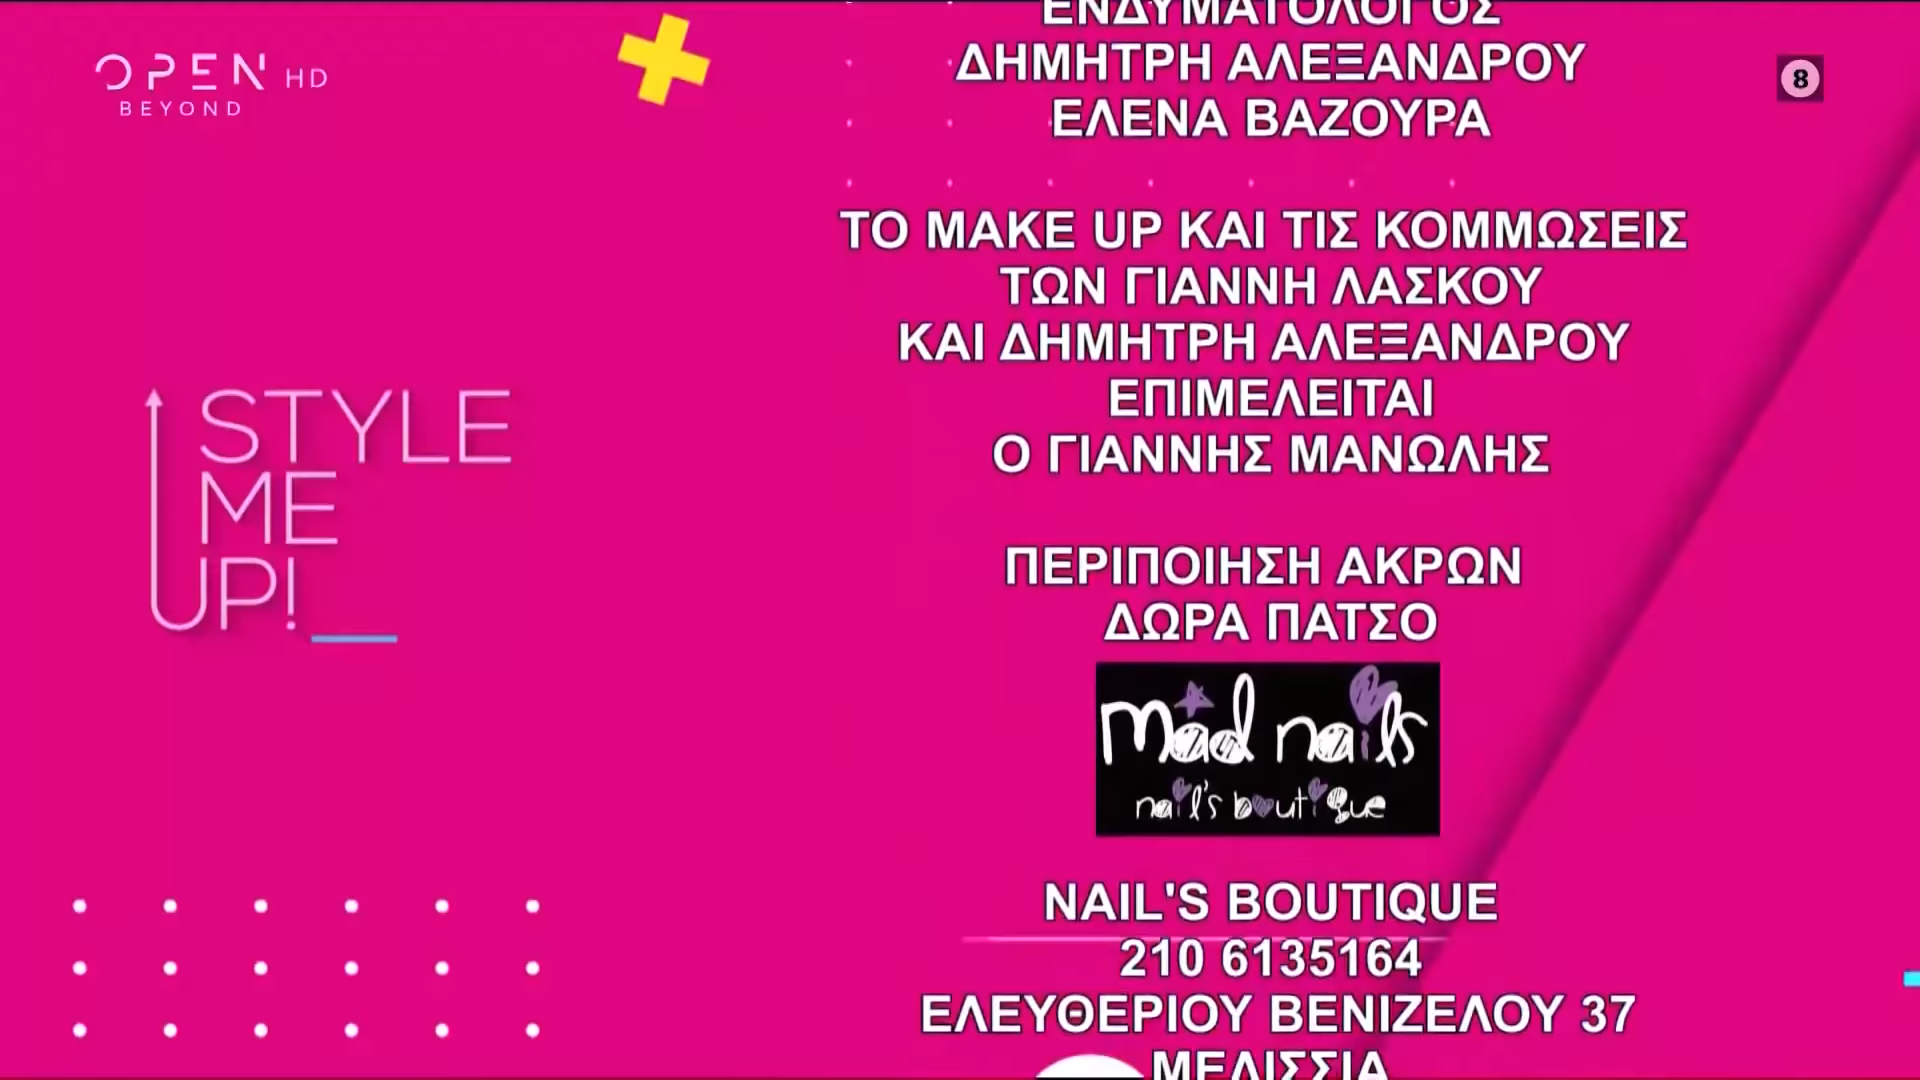 OPEN HD
BEYOND
8
STYLE
ME
UP!
ΕΝΔΥΜΑΤΟΛΟΓΟΣ
ΔΗΜΗΤΡΗ ΑΛΕΞΑΝΔΡΟΥ
ΕΛΕΝΑ ΒΑΖΟΥΡΑ
ΤΟ MAKE UP ΚΑΙ ΤΙΣ ΚΟΜΜΩΣΕΙΣ
ΤΩΝ ΓΙΑΝΝΗ ΛΑΣΚΟΥ
ΚΑΙ ΔΗΜΗΤΡΗ ΑΛΕΞΑΝΔΡΟΥ
ΕΠΙΜΕΛΕΙΤΑΙ
Ο ΓΙΑΝΝΗΣ ΜΑΝΩΛΗΣ
ΠΕΡΙΠΟΙΗΣΗ ΑΚΡΩΝ
ΔΩΡΑ ΠΑΤΣΟ
mad nails
nail's boutique
NAIL'S BOUTIQUE
210 6135164
ΕΛΕΥΘΕΡΙΟΥ ΒΕΝΙΖΕΛΟΥ 37
ΜΕΛΙΣΣΙΑ